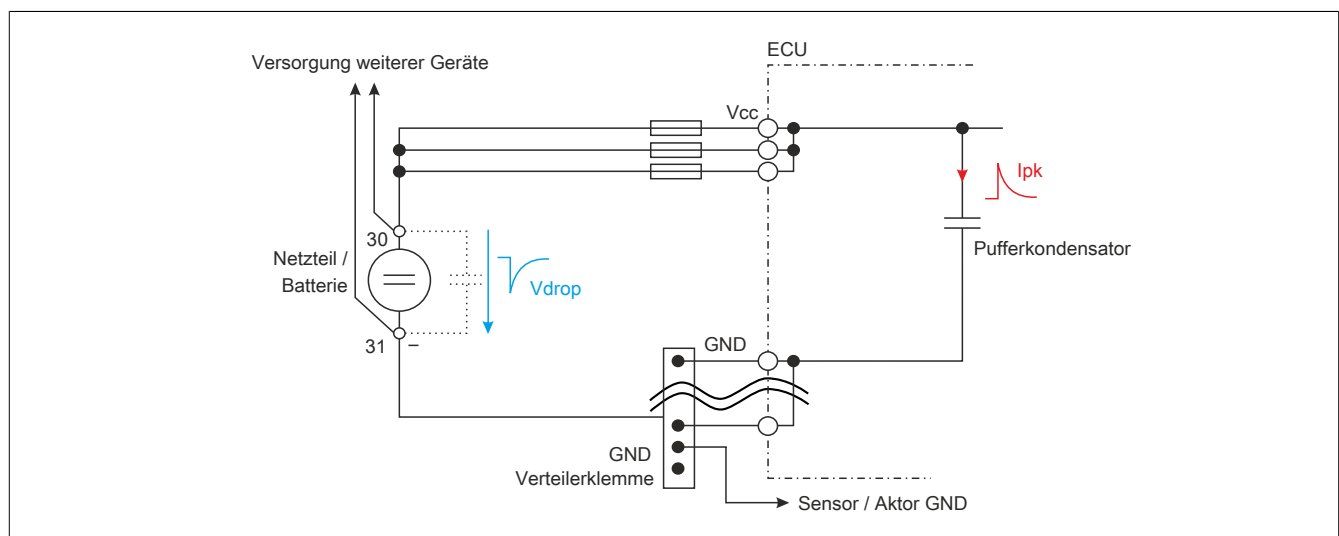 ECU
Versorgung weiterer Geräte
Vcc
Ipk
30
Pufferkondensator
Netzteil /
Batterie
Vdrop
31
–
GND
GND
Verteilerklemme
Sensor / Aktor GND